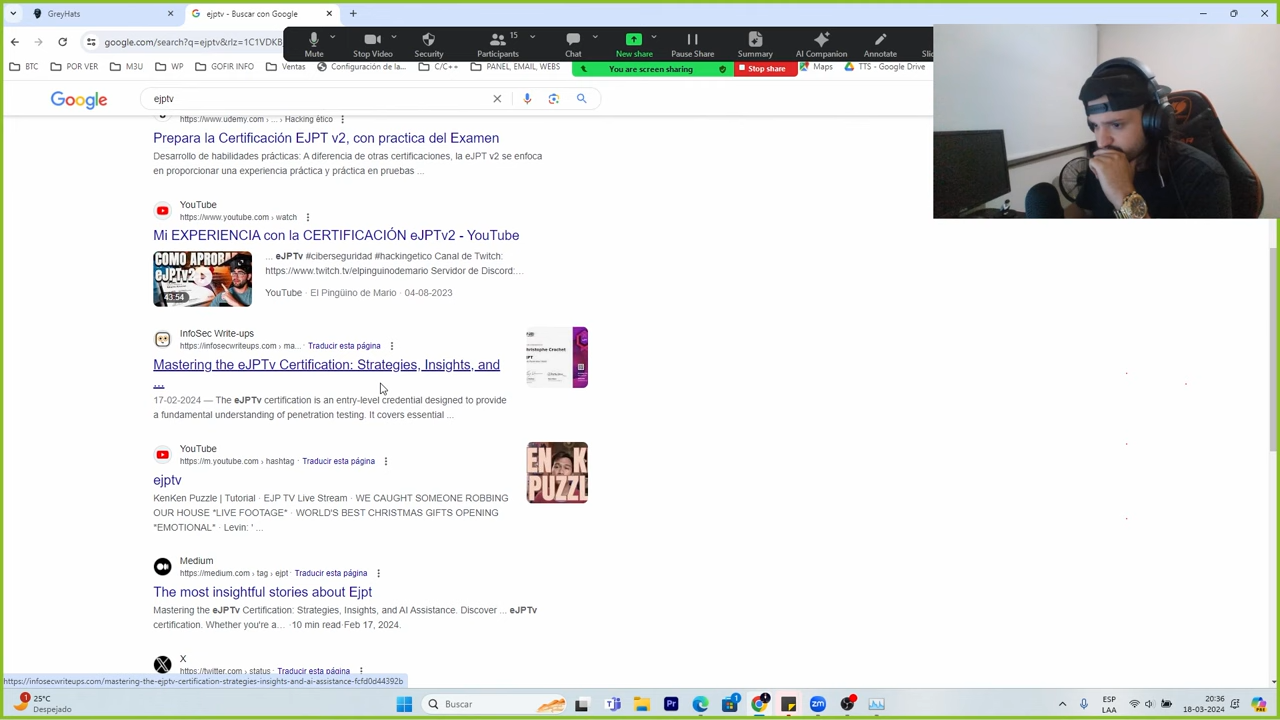 GreyHats
ejptv - Buscar con Google
google.com/search?q=ejptv&rlz=1C1VDKB
Mute
Stop Video
Security
Participants
15
Chat
New share
Pause Share
Summary
AI Companion
Annotate
BTC
POR VER
MASM
WP
GOFR INFO
Ventas
Configuración de la...
C/C++
PANEL, EMAIL, WEBS
You are screen sharing
Stop share
Maps
TTS - Google Drive
Google
ejptv
https://www.udemy.com › ... › Hacking ético
Prepara la Certificación EJPT v2, con practica del Examen
Desarrollo de habilidades prácticas: A diferencia de otras certificaciones, la eJPT v2 se enfoca
en proporcionar una experiencia práctica y práctica en pruebas ...
YouTube
https://www.youtube.com › watch
Mi EXPERIENCIA con la CERTIFICACIÓN eJPTv2 - YouTube
COMO APROBAR
eJPTv2
43:54
... eJPTv #ciberseguridad #hackingetico Canal de Twitch:
https://www.twitch.tv/elpinguinodemario Servidor de Discord:...
YouTube · El Pingüino de Mario · 04-08-2023
InfoSec Write-ups
https://infosecwriteups.com › ma... · Traducir esta página
Mastering the eJPTv Certification: Strategies, Insights, and
...
17-02-2024 — The eJPTv certification is an entry-level credential designed to provide
a fundamental understanding of penetration testing. It covers essential ...
YouTube
https://m.youtube.com › hashtag · Traducir esta página
ejptv
KenKen Puzzle | Tutorial · EJP TV Live Stream · WE CAUGHT SOMEONE ROBBING
OUR HOUSE *LIVE FOOTAGE* · WORLD'S BEST CHRISTMAS GIFTS OPENING
*EMOTIONAL* · Levin: ' ...
EN K
PUZZL
Medium
https://medium.com › tag › ejpt · Traducir esta página
The most insightful stories about Ejpt
Mastering the eJPTv Certification: Strategies, Insights, and AI Assistance. Discover ... eJPTv
certification. Whether you're a... ·10 min read·Feb 17, 2024.
X
https://twitter.com › status · Traducir esta página
https://infosecwriteups.com/mastering-the-ejptv-certification-strategies-insights-and-ai-assistance-fcfd0d44392b
1
25°C
Despejado
Buscar
ESP
LAA
20:36
18-03-2024